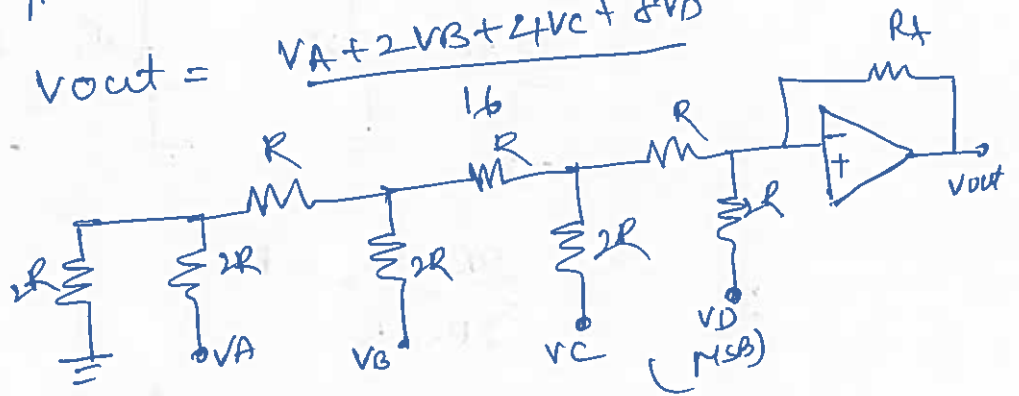 Vout = VA + 2VB + 4VC + 8VD
16
Rf
R
R
R
2R
2R
2R
2R
2R
-
+
Vout
VA
VB
VC
VD
(MSB)